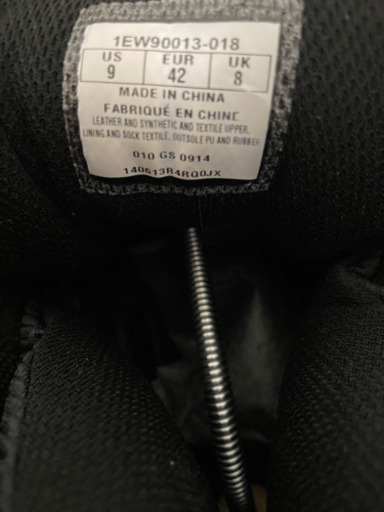 1EW90013-018
US EUR UK
9 42 8
MADE IN CHINA
FABRIQUÉ EN CHINE
LEATHER AND SYNTHETIC AND TEXTILE UPPER,
LINING AND SOCK TEXTILE, OUTSOLE PU AND RUBBER
010 GS 0914
140613R4RQ0JX